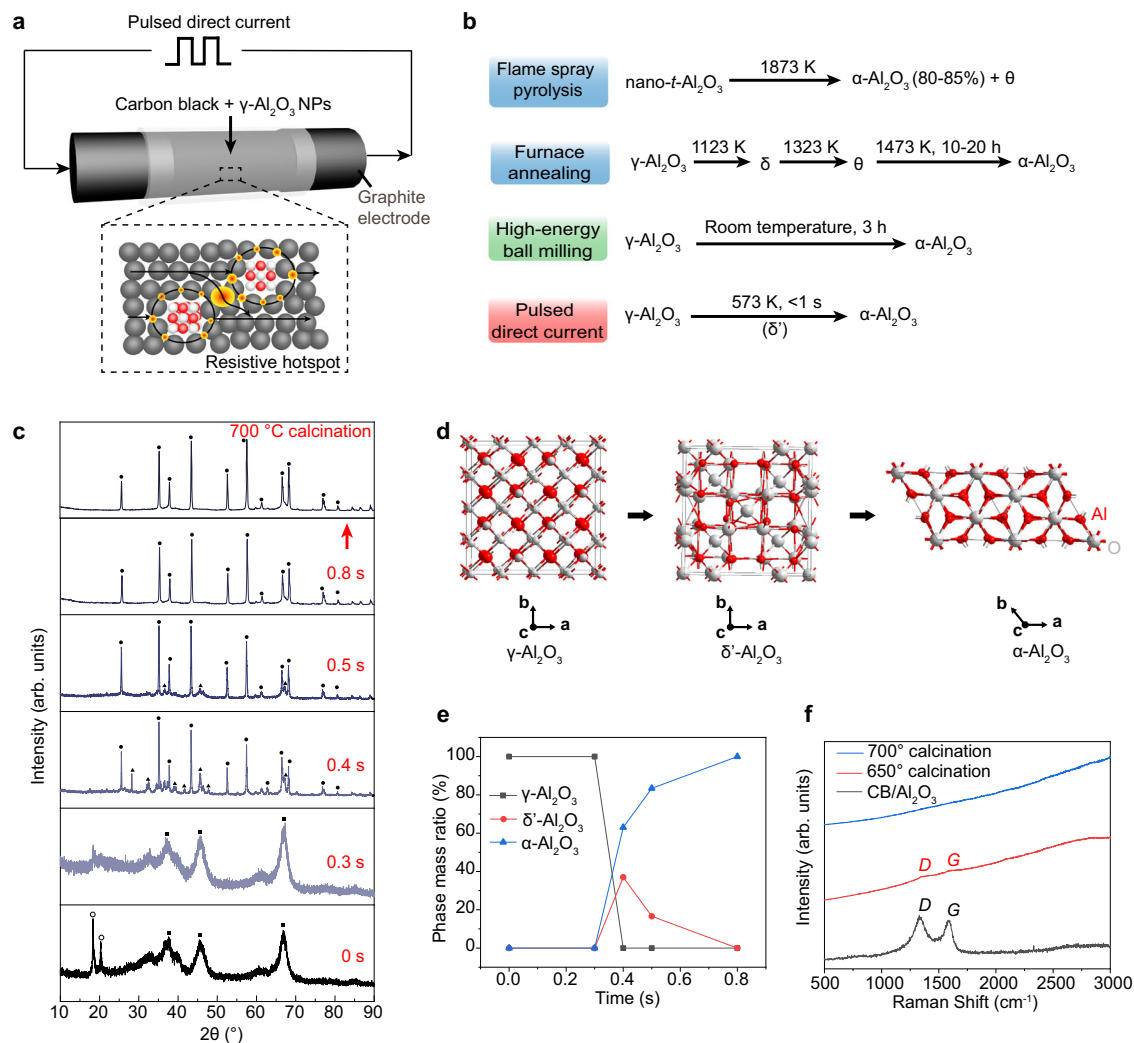 a
Pulsed direct current
Carbon black + γ-Al₂O₃ NPs
Graphite
electrode
Resistive hotspot
b
Flame spray
pyrolysis
nano-t-Al₂O₃
1873 K
α-Al₂O₃ (80-85%) + θ
Furnace
annealing
γ-Al₂O₃
1123 K
δ
1323 K
θ
1473 K, 10-20 h
α-Al₂O₃
High-energy
ball milling
γ-Al₂O₃
Room temperature, 3 h
α-Al₂O₃
Pulsed
direct current
γ-Al₂O₃
573 K, <1 s
(δ')
α-Al₂O₃
c
700 °C calcination
0.8 s
0.5 s
0.4 s
0.3 s
0 s
Intensity (arb. units)
10 20 30 40 50 60 70 80 90
2θ (°)
d
Al
O
b
c
a
γ-Al₂O₃
b
c
a
δ'-Al₂O₃
b
c
a
α-Al₂O₃
e
100
80
60
40
20
0
Phase mass ratio (%)
γ-Al₂O₃
δ'-Al₂O₃
α-Al₂O₃
0.0 0.2 0.4 0.6 0.8
Time (s)
f
700° calcination
650° calcination
CB/Al₂O₃
D
G
D
G
Intensity (arb. units)
500 1000 1500 2000 2500 3000
Raman Shift (cm⁻¹)